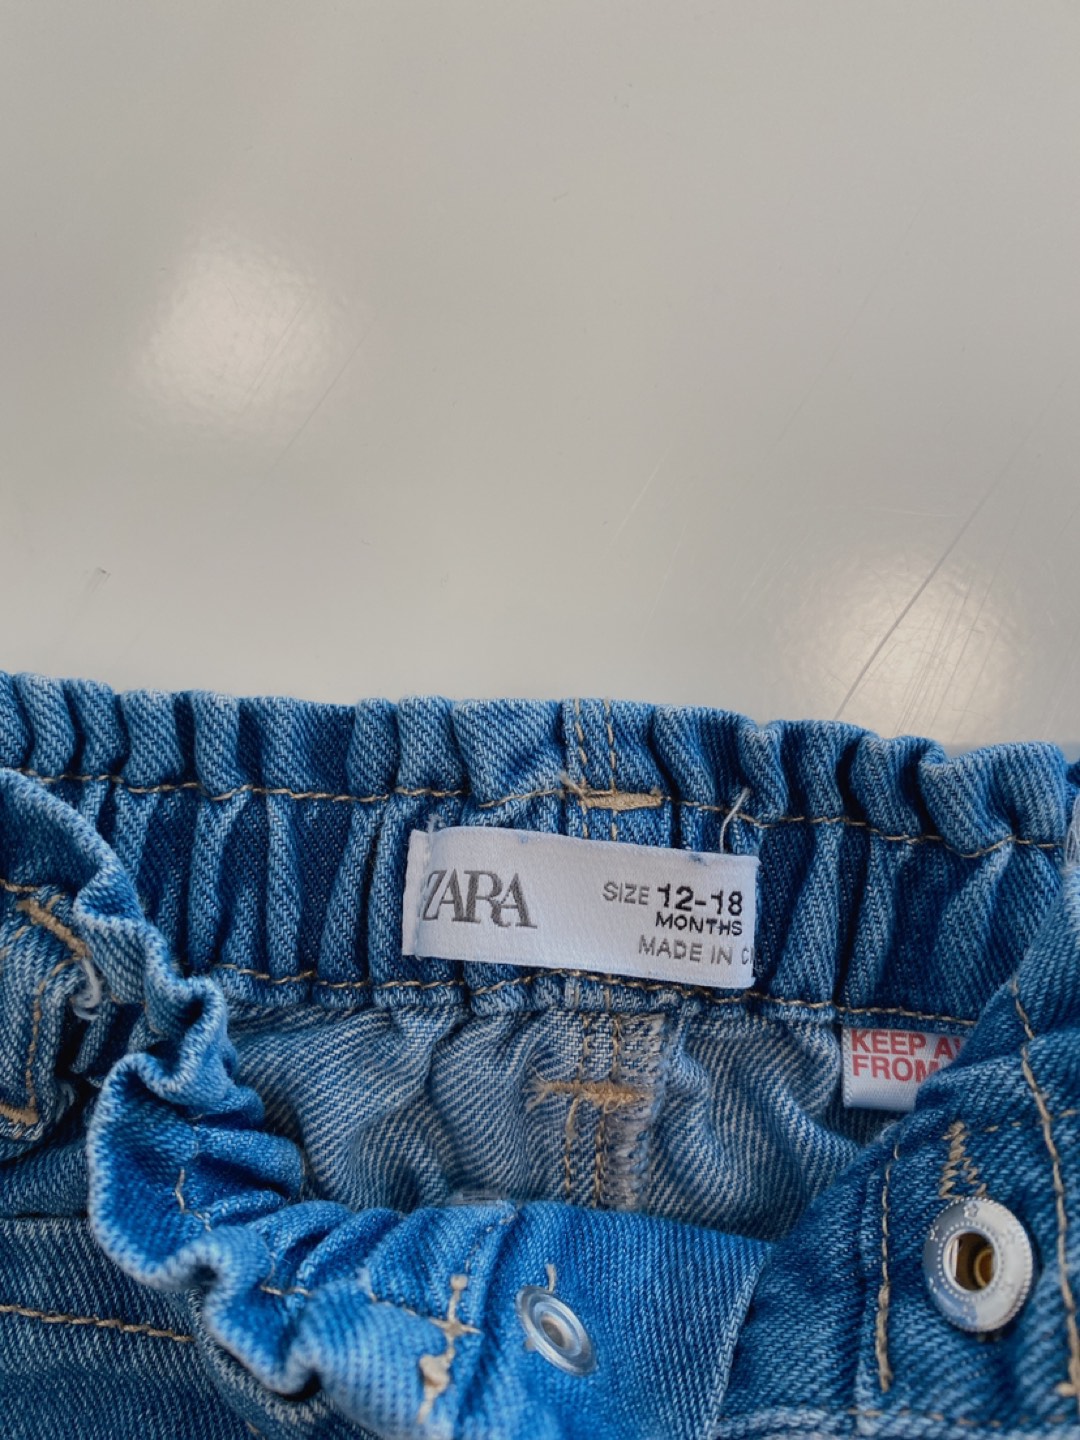 ZARA
SIZE 12-18
MONTHS
MADE IN
KEEP
FROM